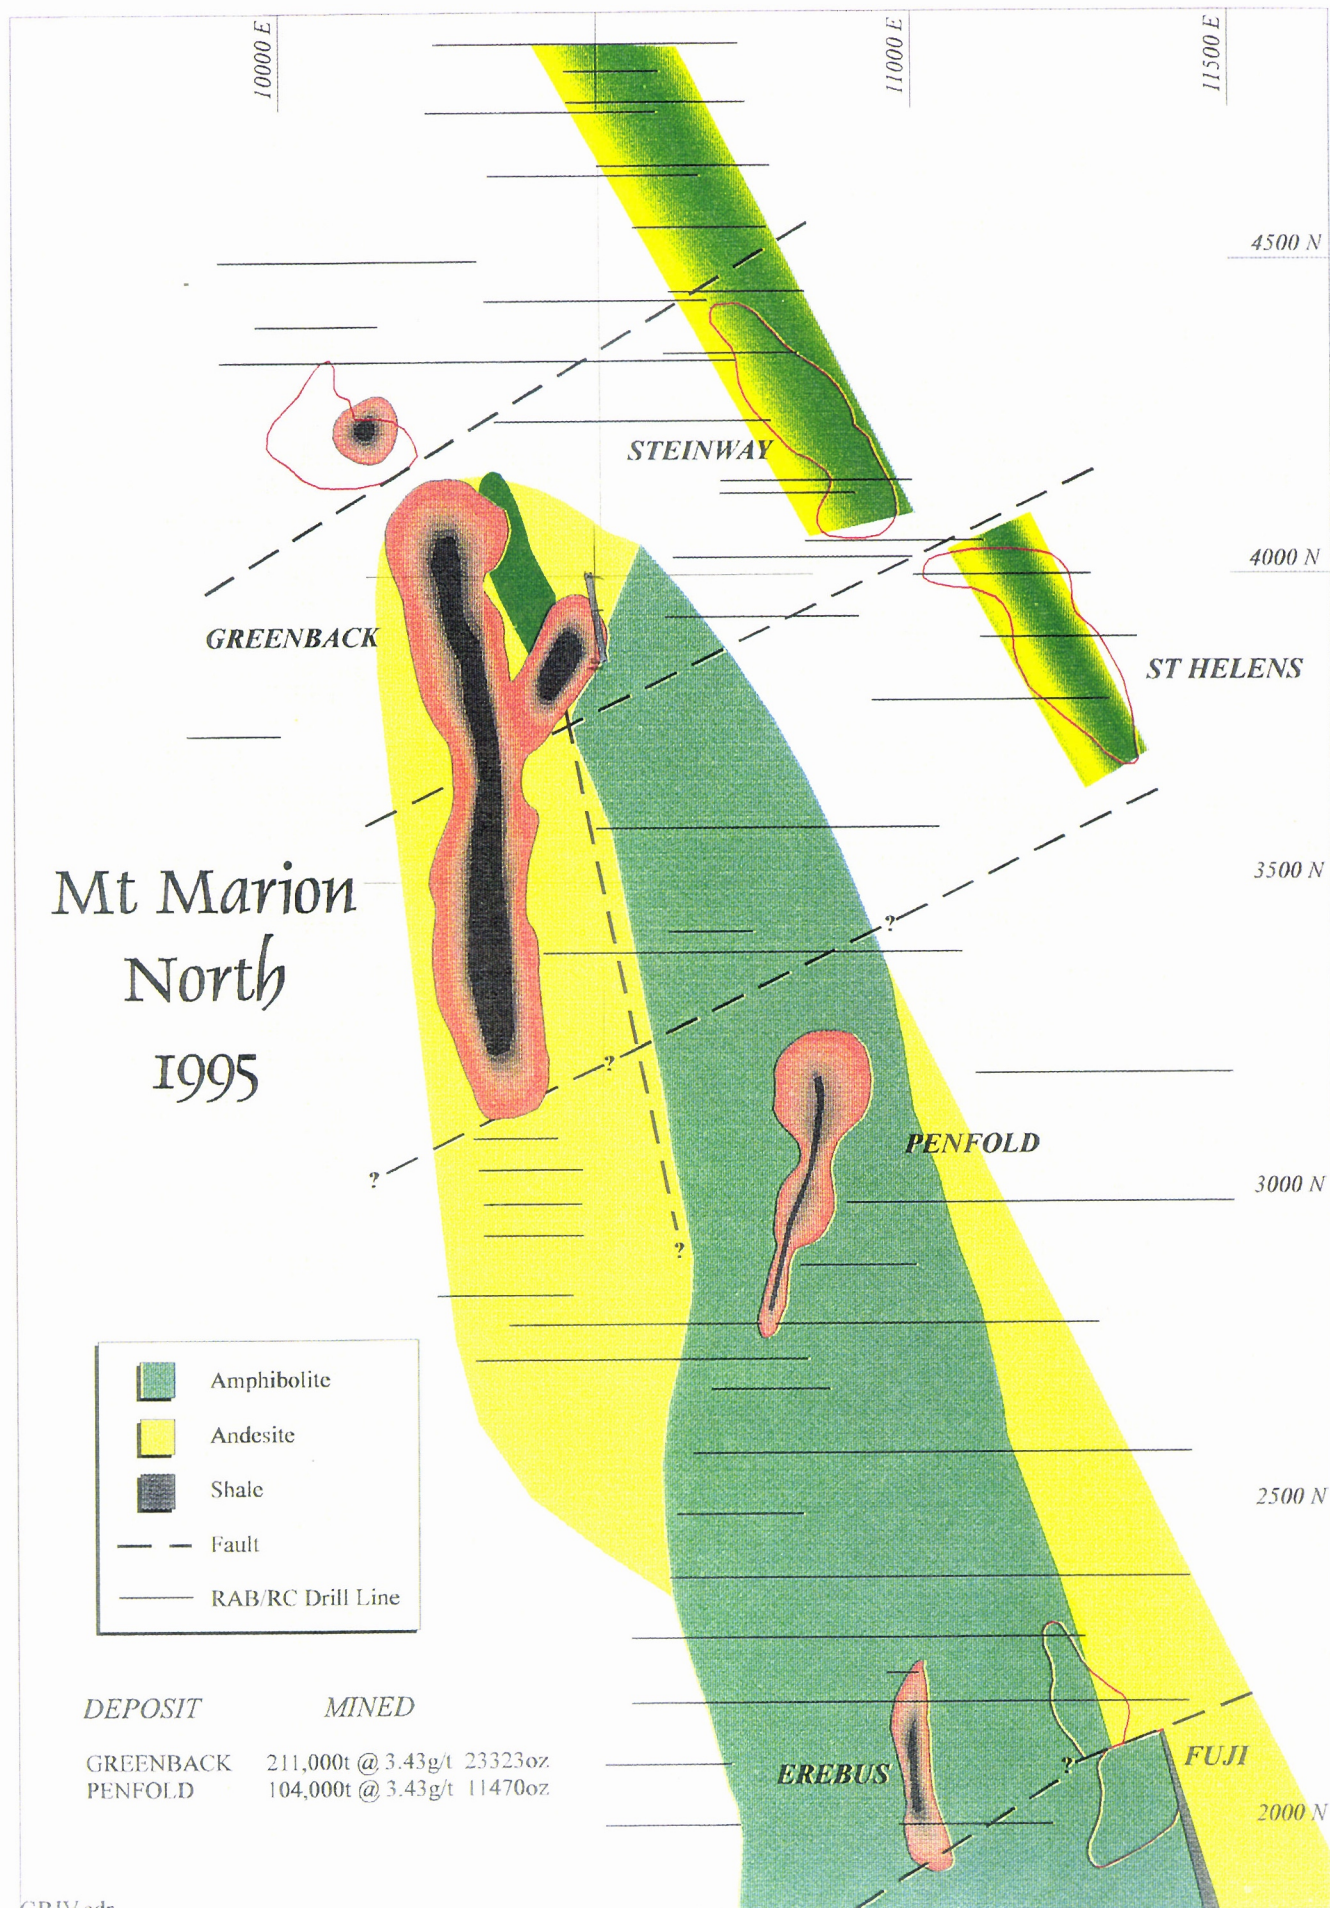 10000 E
11000 E
11500 E
4500 N
STEINWAY
4000 N
GREENBACK
ST HELENS
3500 N
Mt Marion
North
1995
?
?
?
?
PENFOLD
3000 N
Amphibolite
Andesite
Shale
Fault
RAB/RC Drill Line
2500 N
DEPOSIT MINED
GREENBACK 211,000t @ 3.43g/t 23323oz
PENFOLD 104,000t @ 3.43g/t 11470oz
EREBUS
?
FUJI
2000 N